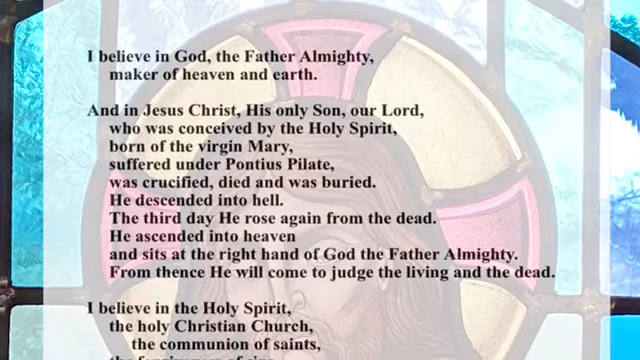 I believe in God, the Father Almighty,
maker of heaven and earth.
And in Jesus Christ, His only Son, our Lord,
who was conceived by the Holy Spirit,
born of the virgin Mary,
suffered under Pontius Pilate,
was crucified, died and was buried.
He descended into hell.
The third day He rose again from the dead.
He ascended into heaven
and sits at the right hand of God the Father Almighty.
From thence He will come to judge the living and the dead.
I believe in the Holy Spirit,
the holy Christian Church,
the communion of saints,